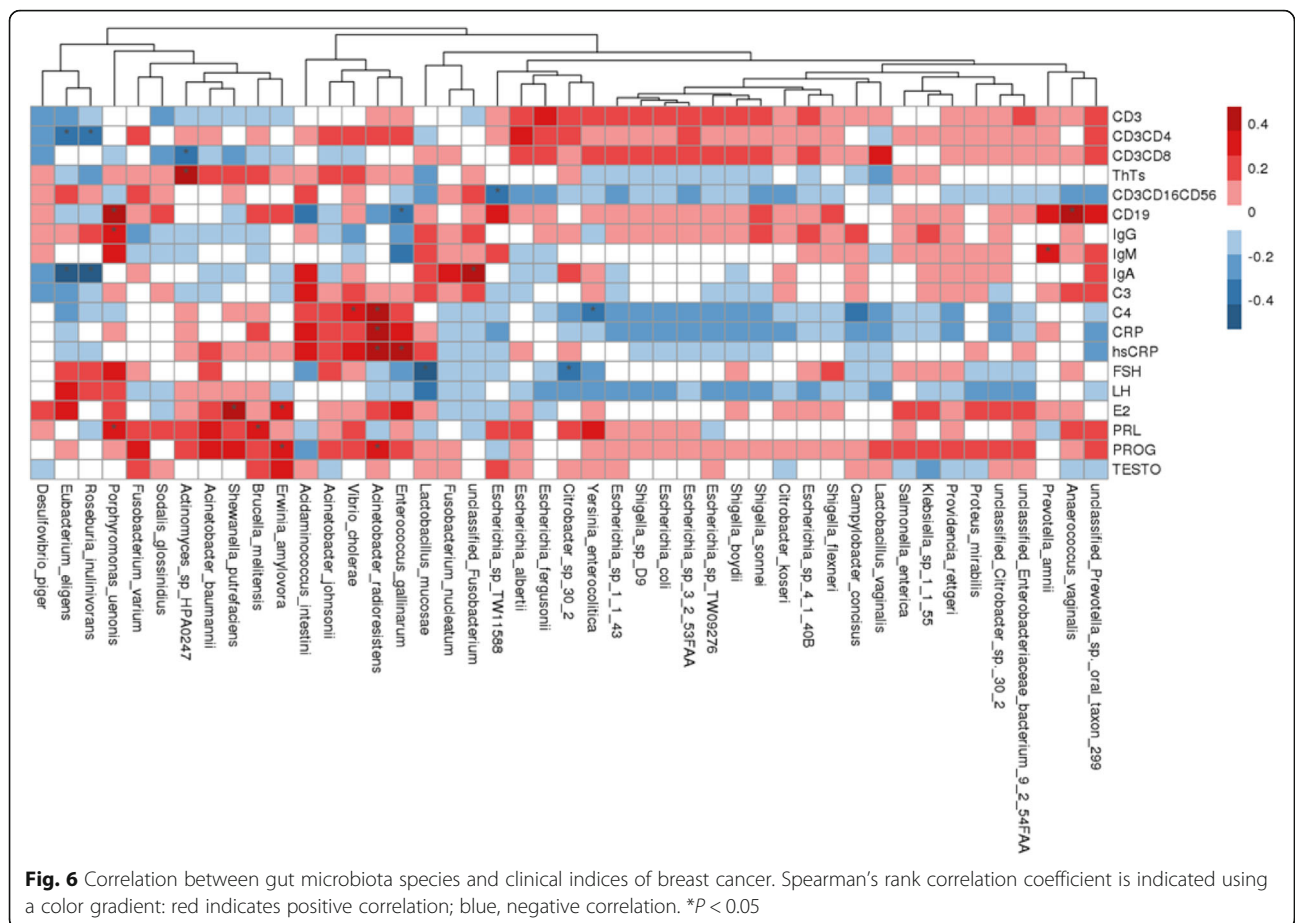 CD3
CD3CD4
CD3CD8
ThTs
CD3CD16CD56
CD19
IgG
IgM
IgA
C3
C4
CRP
hsCRP
FSH
LH
E2
PRL
PROG
TESTO
0.4
0.2
0
-0.2
-0.4
Desulfovibrio_piger
Eubacterium_eligens
Roseburia_inulinivorans
Porphyromonas_uenonis
Fusobacterium_varium
Sodalis_glossinidius
Actinomyces_sp_HPA0247
Acinetobacter_baumannii
Shewanella_putrefaciens
Brucella_melitensis
Erwinia_amylovora
Acidaminococcus_intestini
Acinetobacter_johnsonii
Vibrio_cholerae
Acinetobacter_radioresistens
Enterococcus_gallinarum
Lactobacillus_mucosae
Fusobacterium_nucleatum
unclassified_Fusobacterium
Escherichia_sp_TW11588
Escherichia_albertii
Escherichia_fergusonii
Citrobacter_sp_30_2
Yersinia_enterocolitica
Escherichia_sp_1_1_43
Shigella_sp_D9
Escherichia_coli
Escherichia_sp_3_2_53FAA
Escherichia_sp_TW09276
Shigella_boydii
Shigella_sonnei
Citrobacter_koseri
Escherichia_sp_4_1_40B
Shigella_flexneri
Campylobacter_concisus
Lactobacillus_vaginalis
Salmonella_enterica
Klebsiella_sp_1_1_55
Providencia_rettgeri
Proteus_mirabilis
unclassified_Citrobacter_sp._30_2
unclassified_Enterobacteriaceae_bacterium_9_2_54FAA
Prevotella_amnii
Anaerococcus_vaginalis
unclassified_Prevotella_sp._oral_taxon_299
Fig. 6 Correlation between gut microbiota species and clinical indices of breast cancer. Spearman's rank correlation coefficient is indicated using
a color gradient: red indicates positive correlation; blue, negative correlation. *P < 0.05